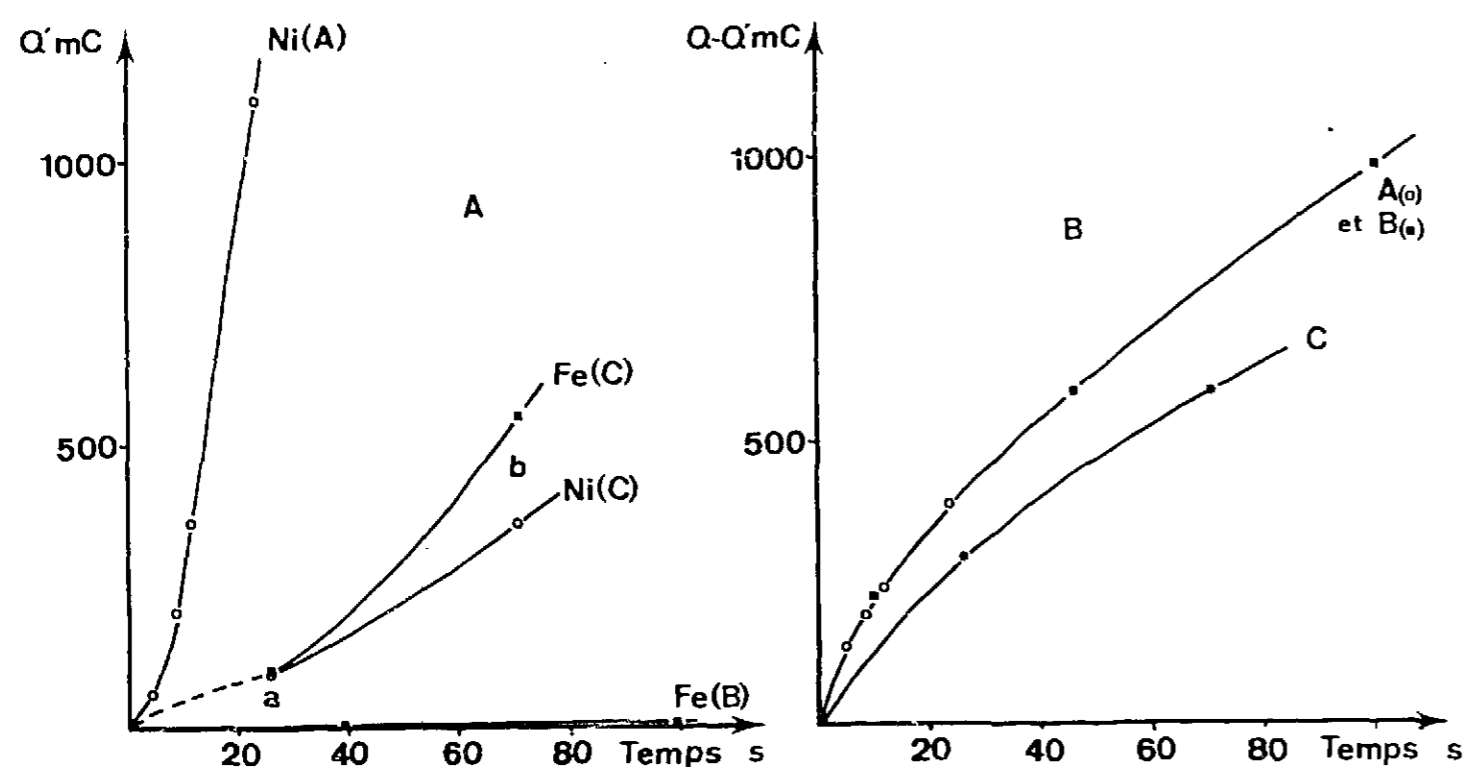 Q'mC
Ni(A)
1000
A
Fe(C)
500
b
Ni(C)
a
Fe(B)
20
40
60
80
Temps s
Q-Q'mC
1000
A(o)
et B(▪)
B
C
500
20
40
60
80
Temps s